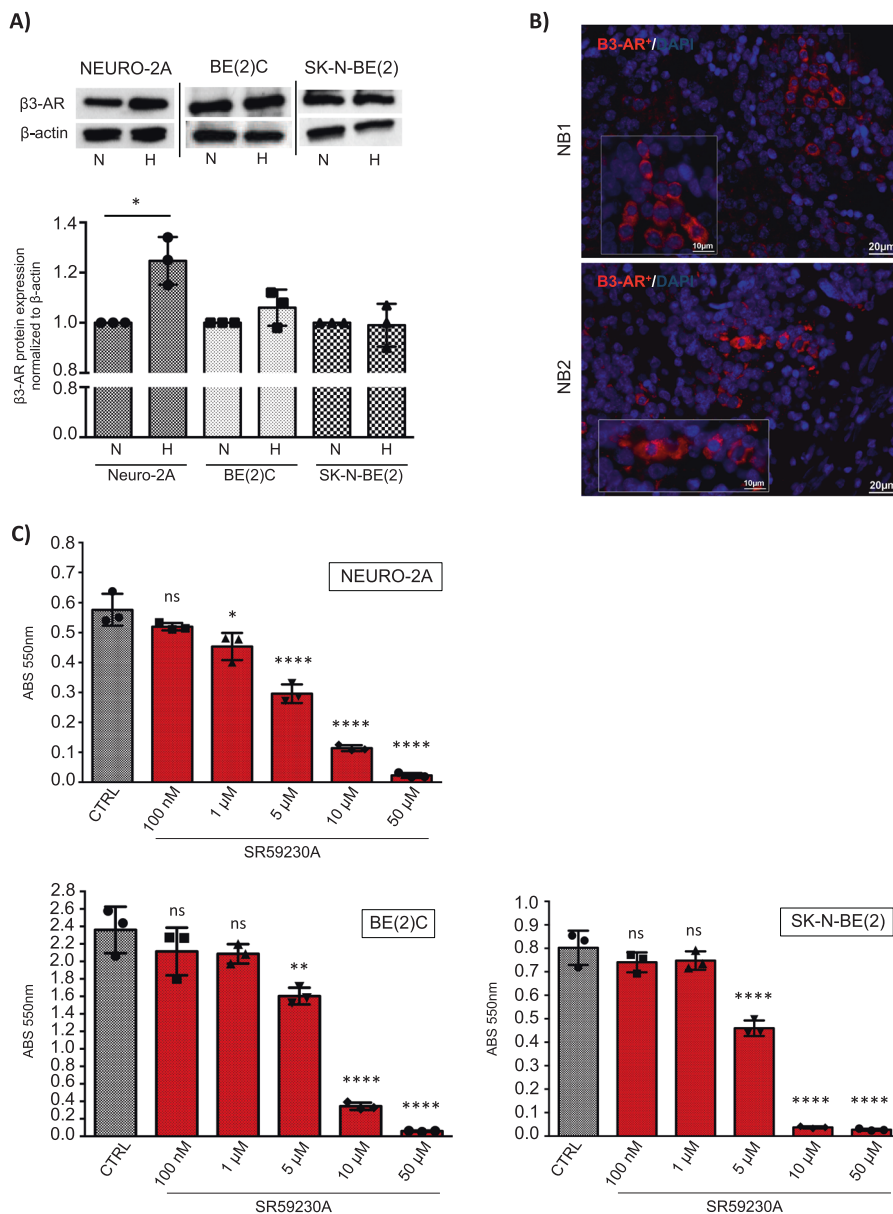 A)
NEURO-2A BE(2)C SK-N-BE(2)
β3-AR
β-actin
N H N H N H
*
β3-AR protein expression
normalized to β-actin
1.4
1.2
1.0
0.8
0.8
0.0
N H N H N H
Neuro-2A BE(2)C SK-N-BE(2)
B)
B3-AR⁺/DAPI
NB1
10µm
20µm
B3-AR⁺/DAPI
NB2
10µm
20µm
C)
NEURO-2A
ABS 550nm
0.8
0.7
0.6
0.5
0.4
0.3
0.2
0.1
0.0
ns * **** **** ****
CTRL 100 nM 1 µM 5 µM 10 µM 50 µM
SR59230A
BE(2)C
ABS 550nm
2.8
2.6
2.4
2.2
2.0
1.8
1.6
1.4
1.2
1.0
0.8
0.6
0.4
0.2
0.0
ns ns ** **** ****
CTRL 100 nM 1 µM 5 µM 10 µM 50 µM
SR59230A
SK-N-BE(2)
ABS 550nm
1.0
0.9
0.8
0.7
0.6
0.5
0.4
0.3
0.2
0.1
0.0
ns ns **** **** ****
CTRL 100 nM 1 µM 5 µM 10 µM 50 µM
SR59230A